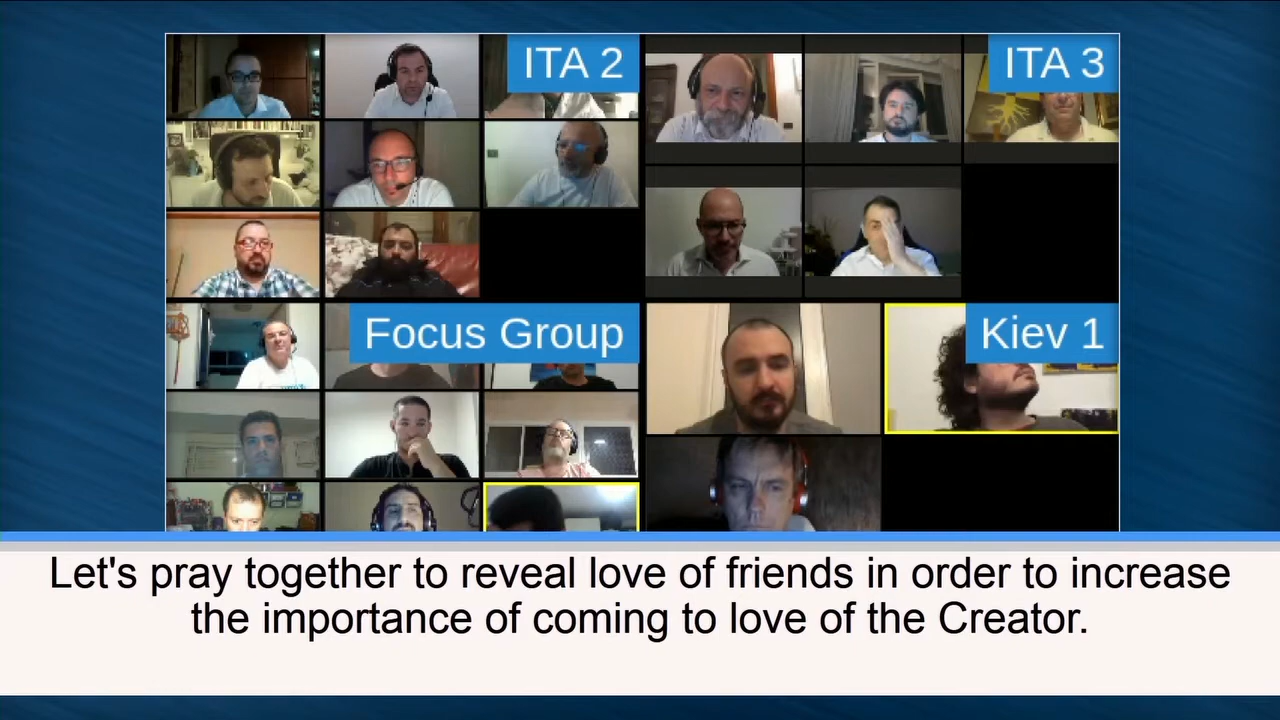 ITA 2
ITA 3
Focus Group
Kiev 1
Let's pray together to reveal love of friends in order to increase
the importance of coming to love of the Creator.